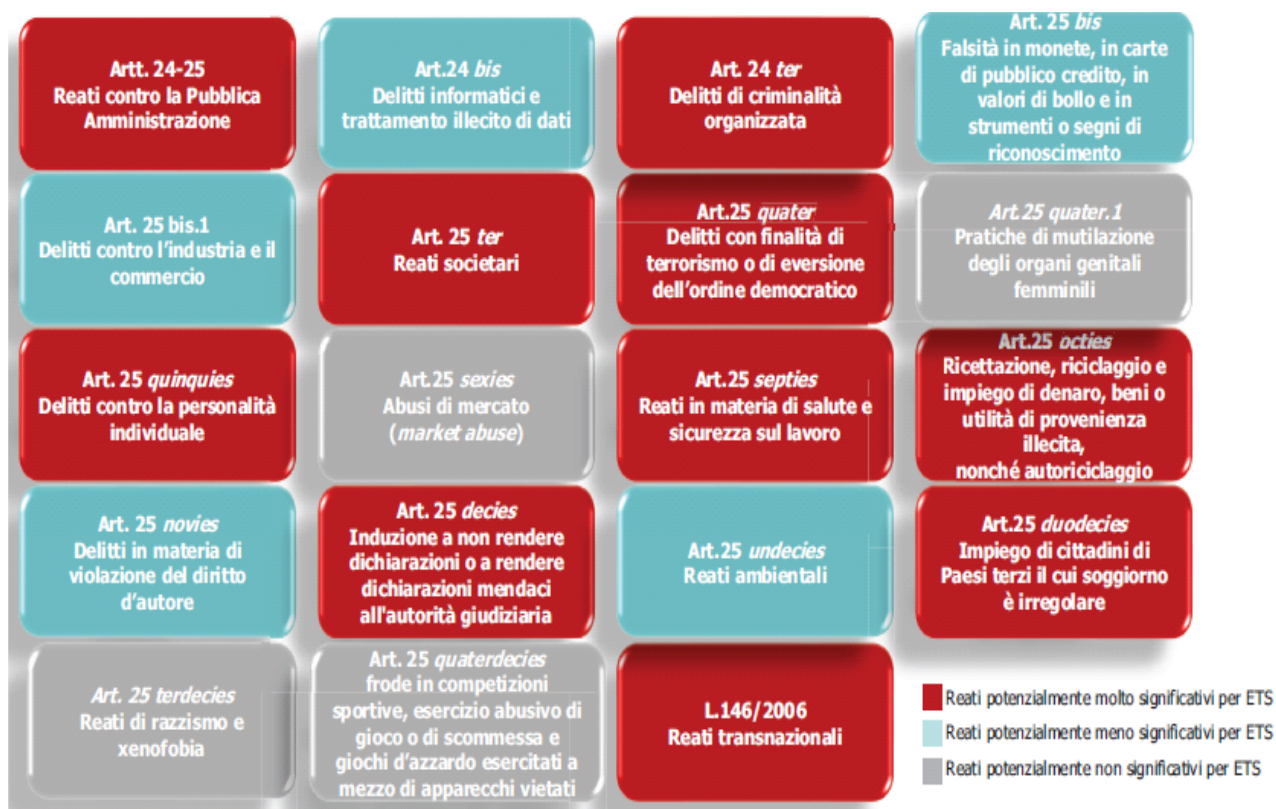 Artt. 24-25
Reati contro la Pubblica
Amministrazione
Art.24 bis
Delitti informatici e
trattamento illecito di dati
Art. 24 ter
Delitti di criminalità
organizzata
Art. 25 bis
Falsità in monete, in carte
di pubblico credito, in
valori di bollo e in
strumenti o segni di
riconoscimento
Art. 25 bis.1
Delitti contro l'industria e il
commercio
Art. 25 ter
Reati societari
Art.25 quater
Delitti con finalità di
terrorismo o di eversione
dell'ordine democratico
Art.25 quater.1
Pratiche di mutilazione
degli organi genitali
femminili
Art. 25 quinquies
Delitti contro la personalità
individuale
Art.25 sexies
Abusi di mercato
(market abuse)
Art.25 septies
Reati in materia di salute e
sicurezza sul lavoro
Art.25 octies
Ricettazione, riciclaggio e
impiego di denaro, beni o
utilità di provenienza
illecita,
nonché autoriciclaggio
Art. 25 novies
Delitti in materia di
violazione del diritto
d'autore
Art. 25 decies
Induzione a non rendere
dichiarazioni o a rendere
dichiarazioni mendaci
all'autorità giudiziaria
Art.25 undecies
Reati ambientali
Art.25 duodecies
Impiego di cittadini di
Paesi terzi il cui soggiorno
è irregolare
Art. 25 terdecies
Reati di razzismo e
xenofobia
Art. 25 quaterdecies
frode in competizioni
sportive, esercizio abusivo di
gioco o di scommessa e
giochi d'azzardo esercitati a
mezzo di apparecchi vietati
L.146/2006
Reati transnazionali
Reati potenzialmente molto significativi per ETS
Reati potenzialmente meno significativi per ETS
Reati potenzialmente non significativi per ETS